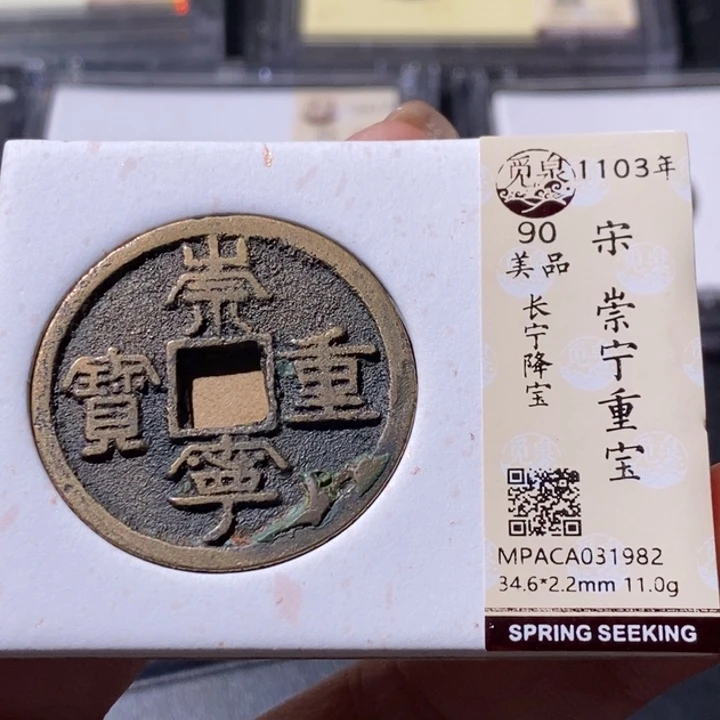 崇
重
寧
寶
觅泉
1103年
90
美品
长宁降宝
宋 崇宁重宝
MPACA031982
34.6*2.2mm 11.0g
SPRING SEEKING